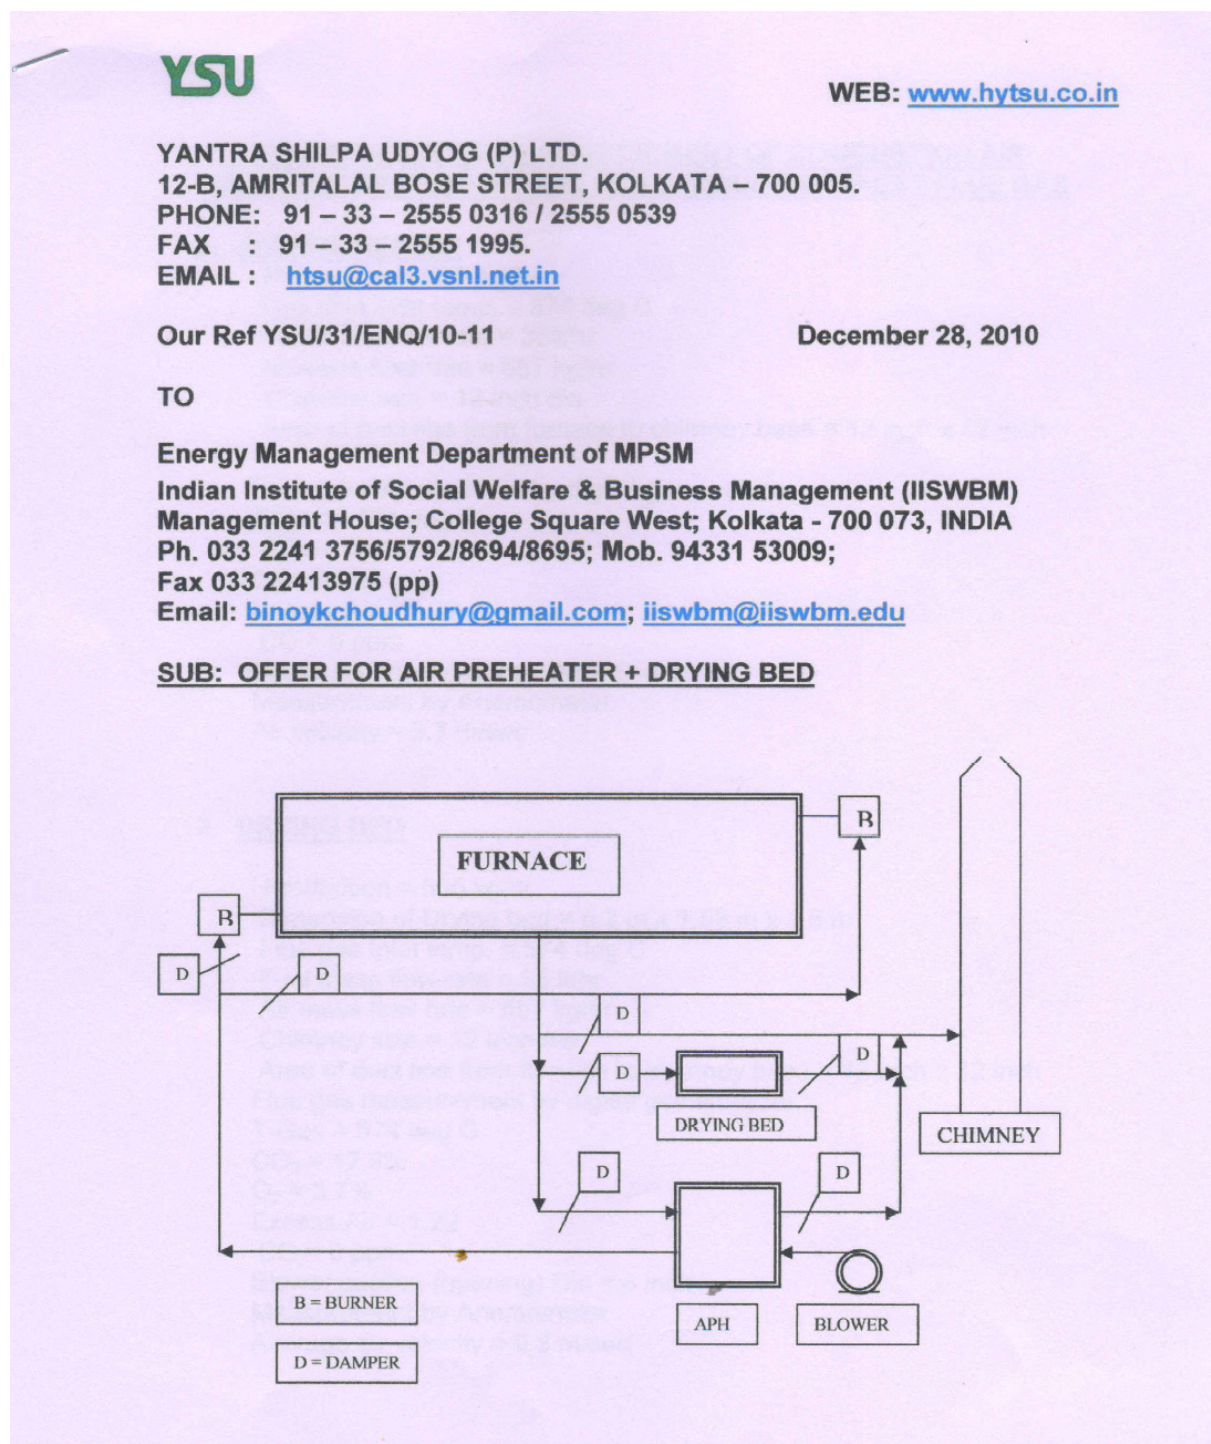 YSU
WEB: www.hytsu.co.in
YANTRA SHILPA UDYOG (P) LTD.
12-B, AMRITALAL BOSE STREET, KOLKATA – 700 005.
PHONE: 91 – 33 – 2555 0316 / 2555 0539
FAX : 91 – 33 – 2555 1995.
EMAIL : htsu@cal3.vsnl.net.in
Our Ref YSU/31/ENQ/10-11 December 28, 2010
TO
Energy Management Department of MPSM
Indian Institute of Social Welfare & Business Management (IISWBM)
Management House; College Square West; Kolkata - 700 073, INDIA
Ph. 033 2241 3756/5792/8694/8695; Mob. 94331 53009;
Fax 033 22413975 (pp)
Email: binoykchoudhury@gmail.com; iiswbm@iiswbm.edu
SUB: OFFER FOR AIR PREHEATER + DRYING BED
B
FURNACE
B
D
D
D
D
D
DRYING BED
CHIMNEY
D
D
B = BURNER
APH
BLOWER
D = DAMPER